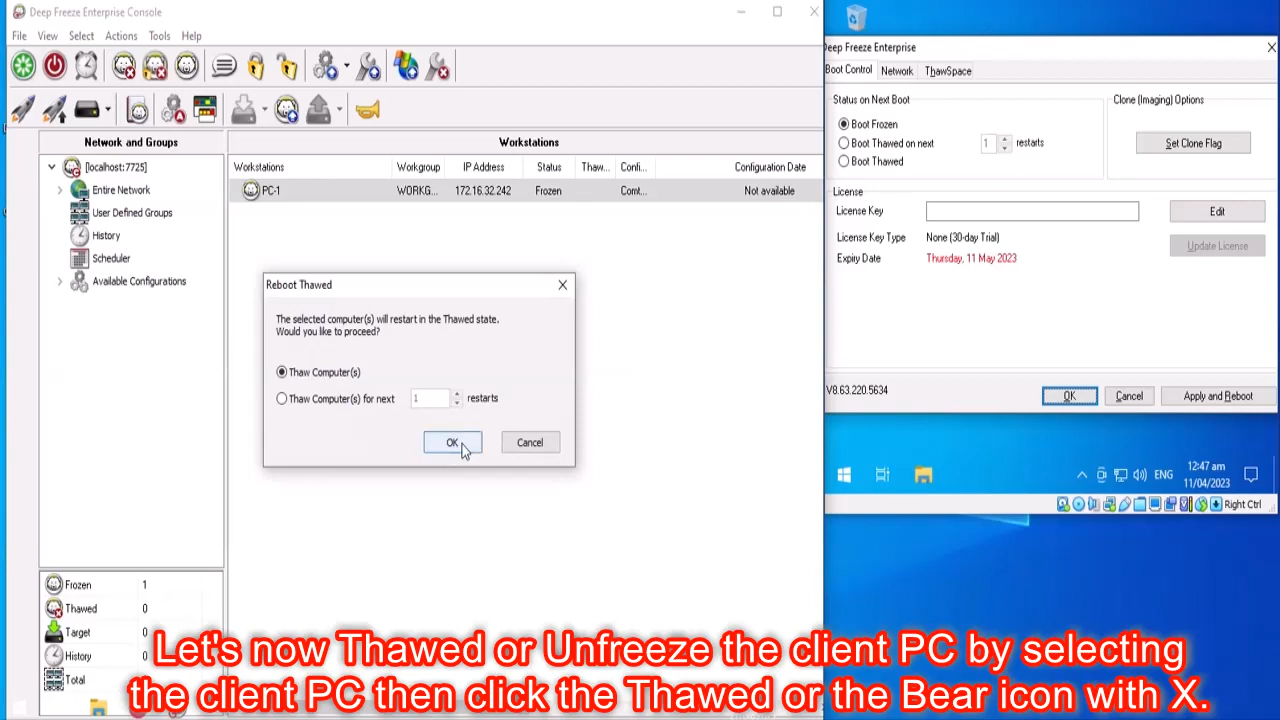 Deep Freeze Enterprise Console
File View Select Actions Tools Help
Network and Groups
[localhost:7725]
Entire Network
User Defined Groups
History
Scheduler
Available Configurations
Frozen 1
Thawed 0
Target 0
History 0
Total
Workstations
Workstations Workgroup IP Address Status Thaw... Confi... Configuration Date
PC-1 WORKG... 172.16.32.242 Frozen Comt... Not available
Reboot Thawed
The selected computer(s) will restart in the Thawed state.
Would you like to proceed?
Thaw Computer(s)
Thaw Computer(s) for next 1 restarts
OK Cancel
Deep Freeze Enterprise
Boot Control Network ThawSpace
Status on Next Boot
Boot Frozen
Boot Thawed on next 1 restarts
Boot Thawed
Clone (Imaging) Options
Set Clone Flag
License
License Key Edit
License Key Type None (30-day Trial) Update License
Expiry Date Thursday, 11 May 2023
V8.63.220.5634
OK Cancel Apply and Reboot
ENG 12:47 am
11/04/2023
Right Ctrl
Let's now Thawed or Unfreeze the client PC by selecting
the client PC then click the Thawed or the Bear icon with X.